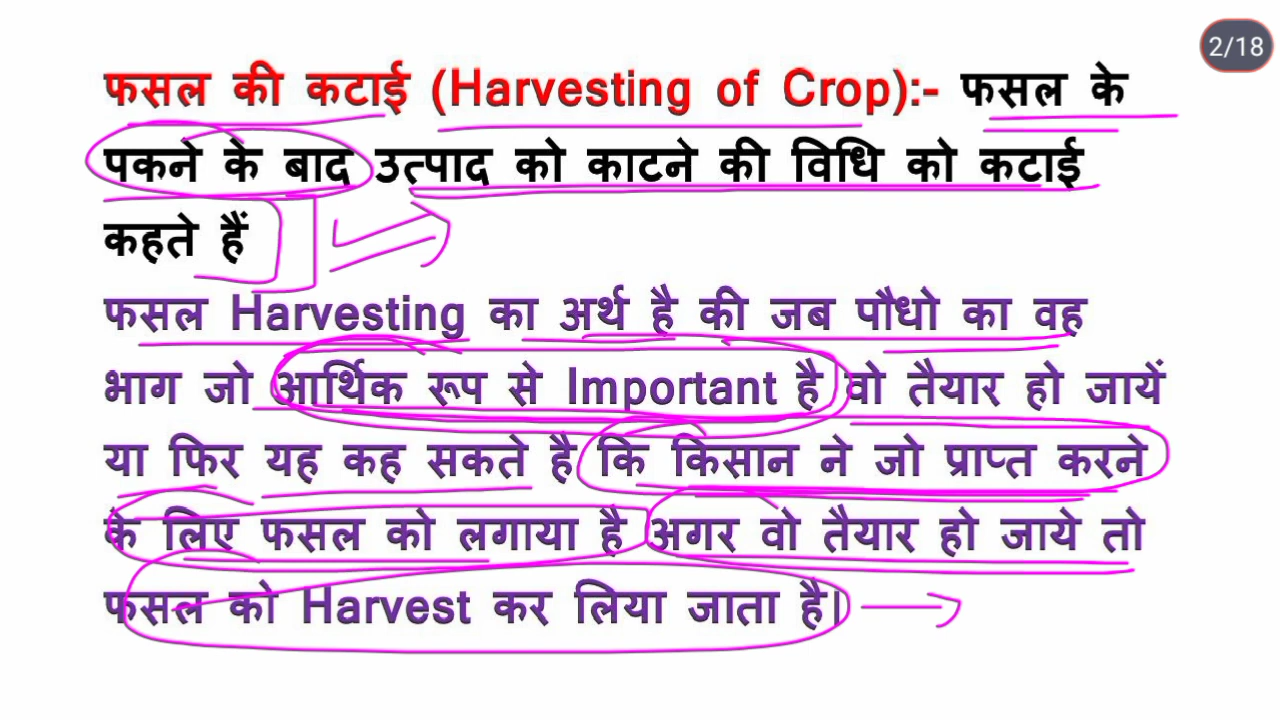 2/18
फसल की कटाई (Harvesting of Crop):- फसल के
पकने के बाद उत्पाद को काटने की विधि को कटाई
कहते हैं
फसल Harvesting का अर्थ है की जब पौधो का वह
भाग जो आर्थिक रूप से Important है वो तैयार हो जायें
या फिर यह कह सकते है कि किसान ने जो प्राप्त करने
के लिए फसल को लगाया है अगर वो तैयार हो जाये तो
फसल को Harvest कर लिया जाता है।